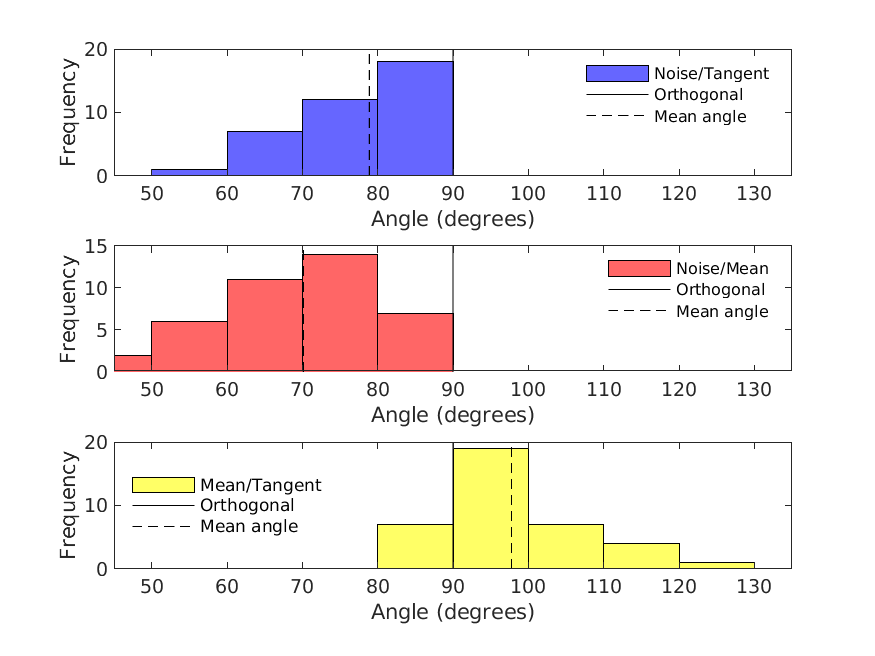 20
10
0
Frequency
Noise/Tangent
Orthogonal
Mean angle
50 60 70 80 90 100 110 120 130
Angle (degrees)
15
10
5
0
Frequency
Noise/Mean
Orthogonal
Mean angle
50 60 70 80 90 100 110 120 130
Angle (degrees)
20
10
0
Frequency
Mean/Tangent
Orthogonal
Mean angle
50 60 70 80 90 100 110 120 130
Angle (degrees)